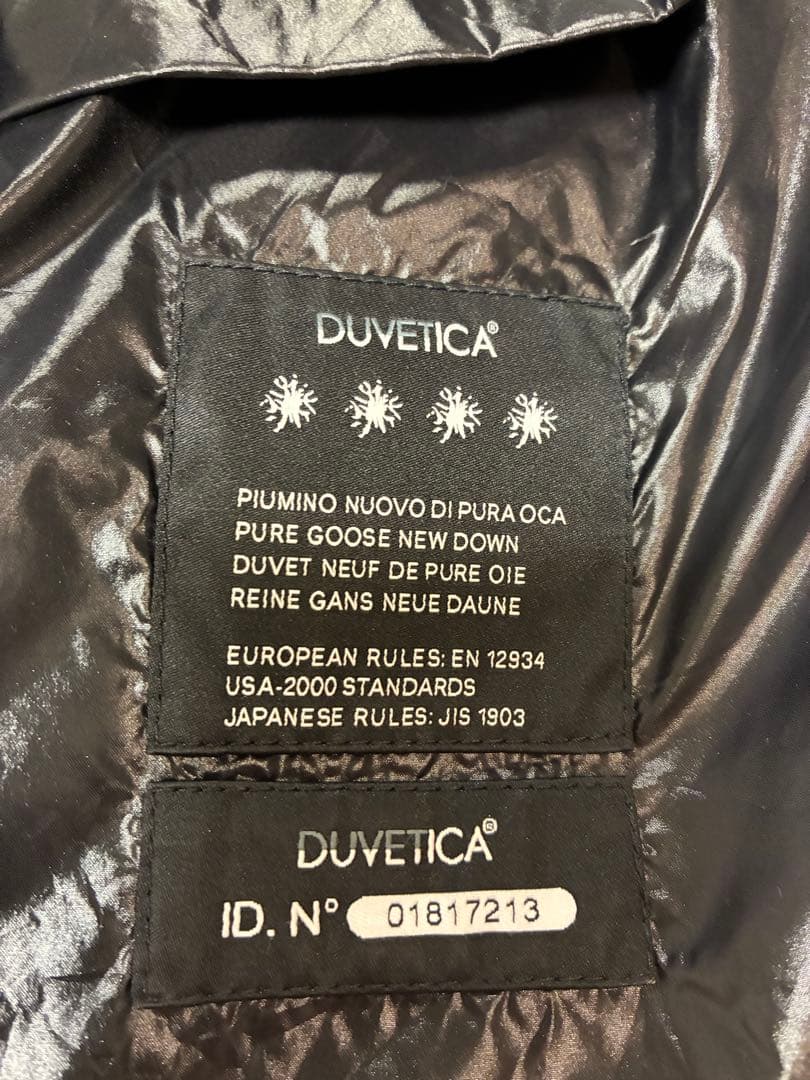 DUVETICA®
PIUMINO NUOVO DI PURA OCA
PURE GOOSE NEW DOWN
DUVET NEUF DE PURE OIE
REINE GANS NEUE DAUNE
EUROPEAN RULES: EN 12934
USA-2000 STANDARDS
JAPANESE RULES: JIS 1903
DUVETICA®
ID. N° 01817213